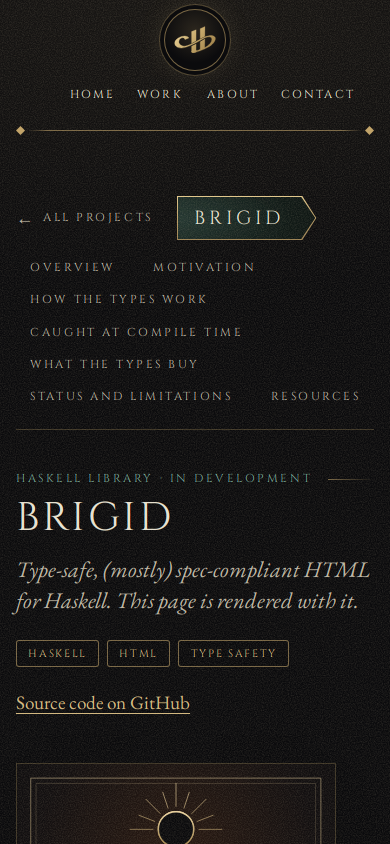 HOME WORK ABOUT CONTACT
← ALL PROJECTS BRIGID
OVERVIEW MOTIVATION
HOW THE TYPES WORK
CAUGHT AT COMPILE TIME
WHAT THE TYPES BUY
STATUS AND LIMITATIONS RESOURCES
HASKELL LIBRARY · IN DEVELOPMENT
BRIGID
Type-safe, (mostly) spec-compliant HTML
for Haskell. This page is rendered with it.
HASKELL HTML TYPE SAFETY
Source code on GitHub